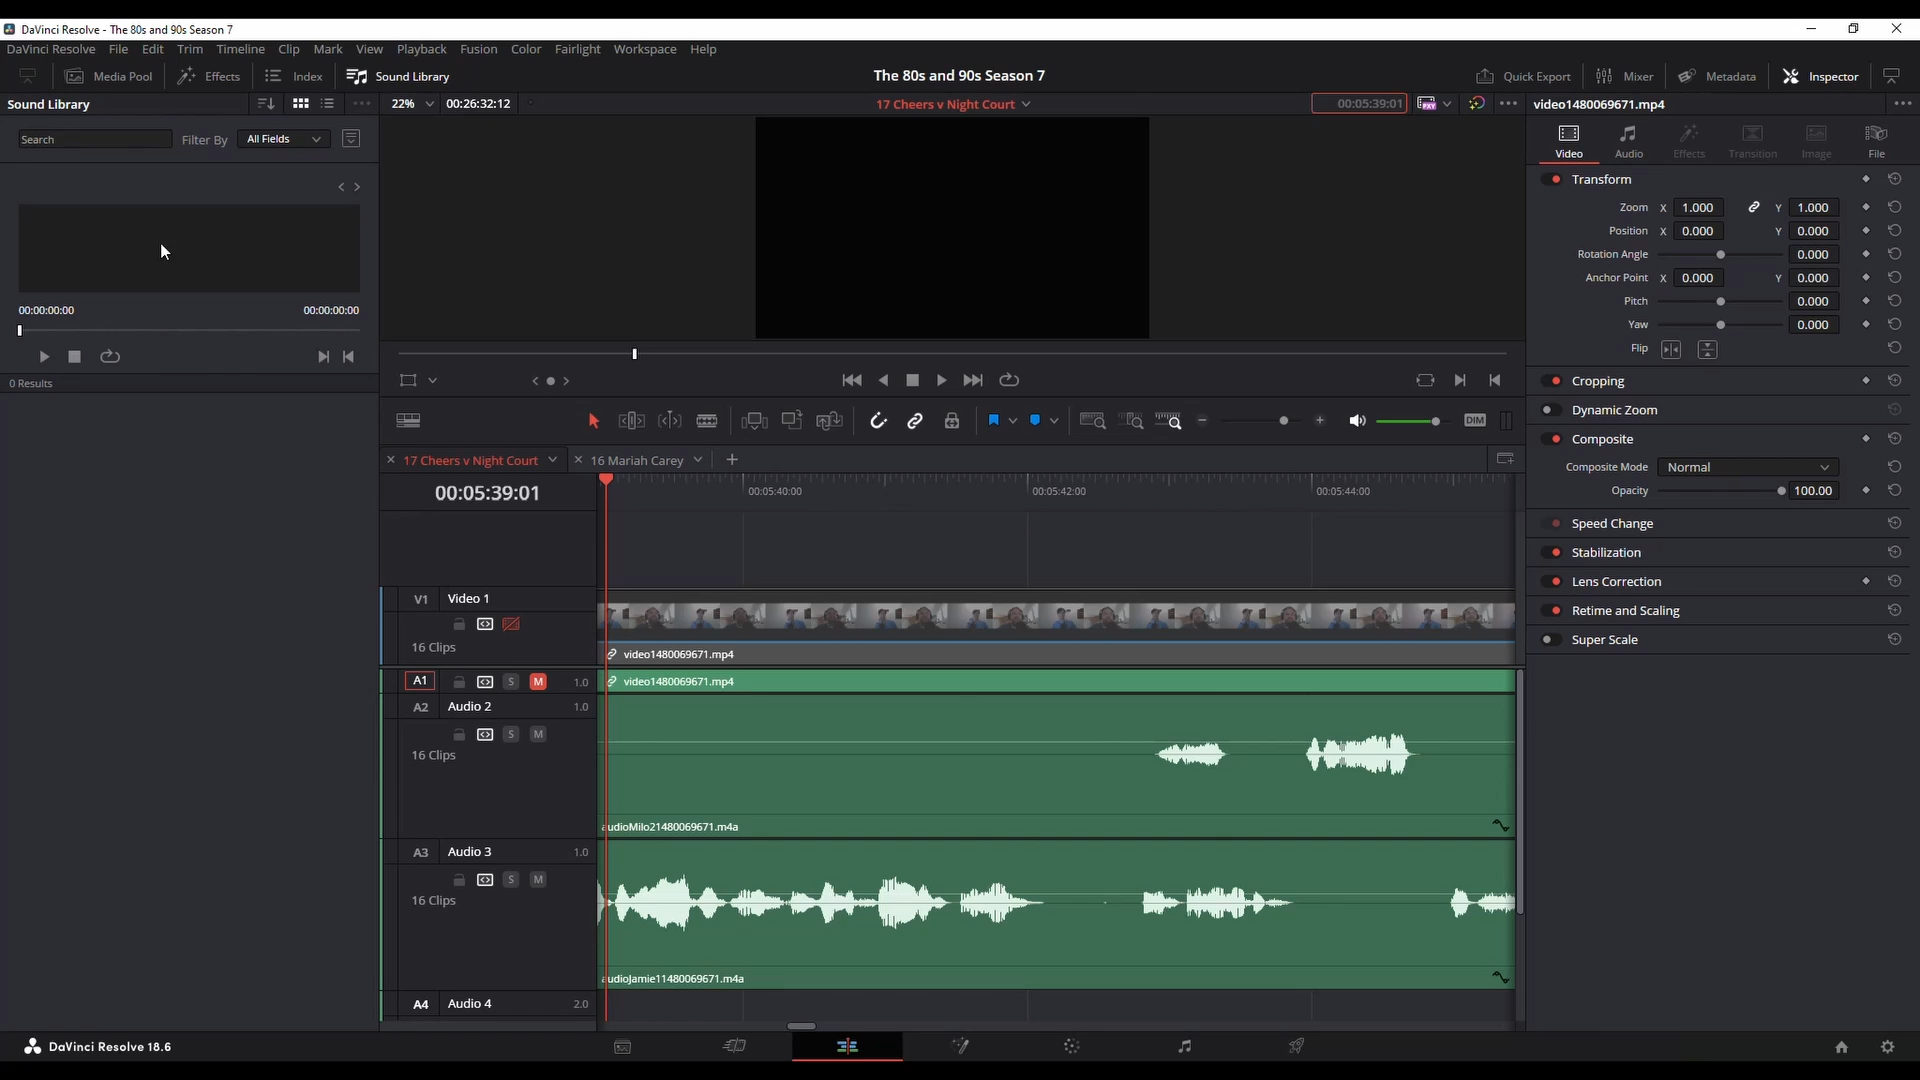 DaVinci Resolve - The 80s and 90s Season 7
DaVinci Resolve File Edit Trim Timeline Clip Mark View Playback Fusion Color Fairlight Workspace Help
Media Pool Effects Index Sound Library The 80s and 90s Season 7 Quick Export Mixer Metadata Inspector
Sound Library 22% 00:26:32:12 17 Cheers v Night Court 00:05:39:01 video1480069671.mp4
Search Filter By All Fields
Video Audio Effects Transition Image File
Transform
Zoom X 1.000 Y 1.000
Position X 0.000 Y 0.000
Rotation Angle 0.000
Anchor Point X 0.000 Y 0.000
Pitch 0.000
Yaw 0.000
Flip
00:00:00:00 00:00:00:00
0 Results
Cropping
Dynamic Zoom
Composite
Composite Mode Normal
Opacity 100.00
Speed Change
Stabilization
Lens Correction
Retime and Scaling
Super Scale
DIM
17 Cheers v Night Court 16 Mariah Carey
00:05:39:01 00:05:40:00 00:05:42:00 00:05:44:00
V1 Video 1
16 Clips
video1480069671.mp4
A1 S M 1.0 video1480069671.mp4
A2 Audio 2 1.0
S M
16 Clips
audioMilo21480069671.m4a
A3 Audio 3 1.0
S M
16 Clips
audioJamie11480069671.m4a
A4 Audio 4 2.0
DaVinci Resolve 18.6